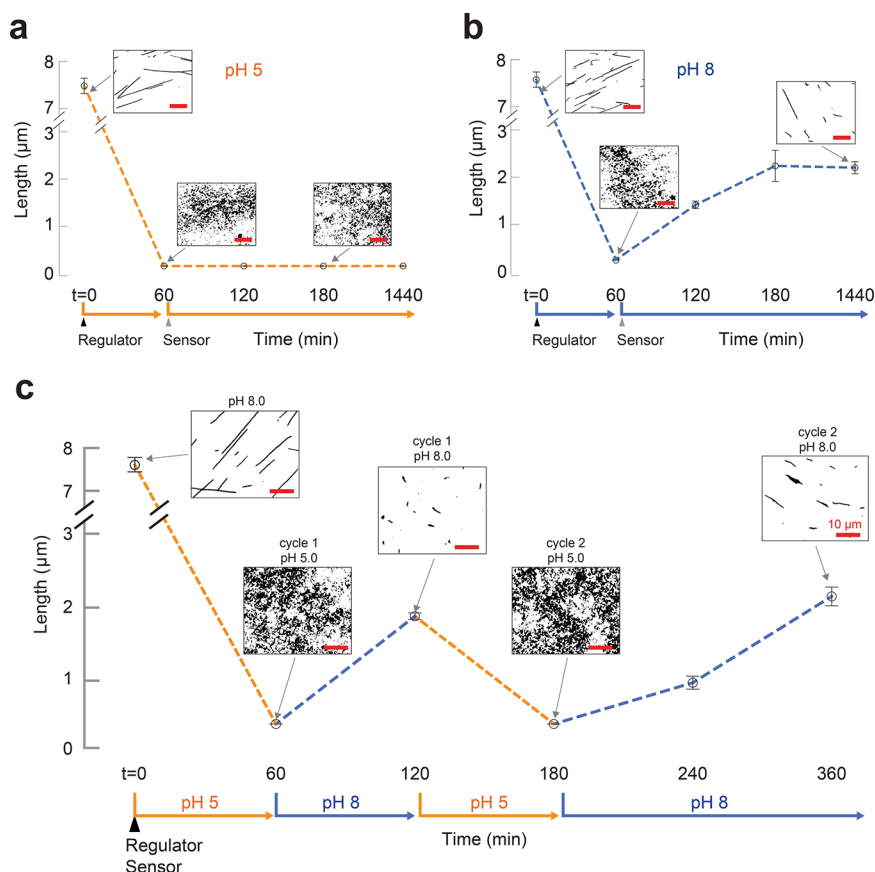 a
pH 5
8
7
3
2
1
0
Length (µm)
t=0 60 120 180 1440
Regulator Sensor Time (min)
b
pH 8
8
7
3
2
1
0
Length (µm)
t=0 60 120 180 1440
Regulator Sensor Time (min)
c
pH 8.0
cycle 1
pH 5.0
cycle 1
pH 8.0
cycle 2
pH 5.0
cycle 2
pH 8.0
10 µm
8
7
3
2
1
0
Length (µm)
t=0 60 120 180 240 360
pH 5 pH 8 pH 5 pH 8
Regulator
Sensor
Time (min)